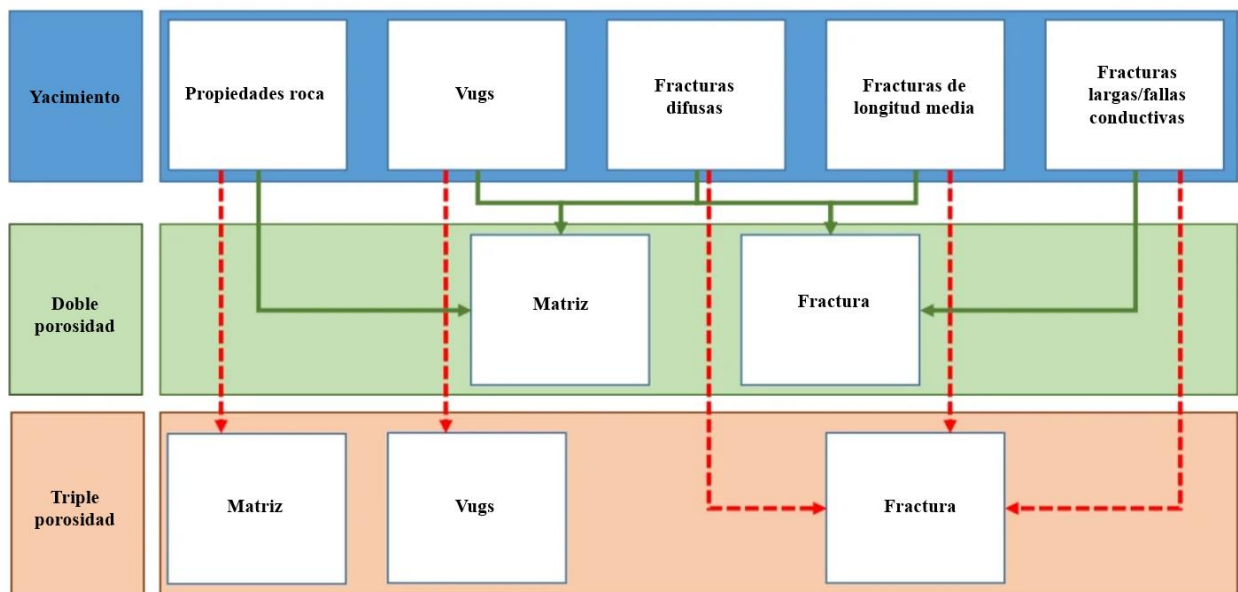 Yacimiento
Propiedades roca
Vugs
Fracturas
difusas
Fracturas de
longitud media
Fracturas
largas/fallas
conductivas
Doble
porosidad
Matriz
Fractura
Triple
porosidad
Matriz
Vugs
Fractura